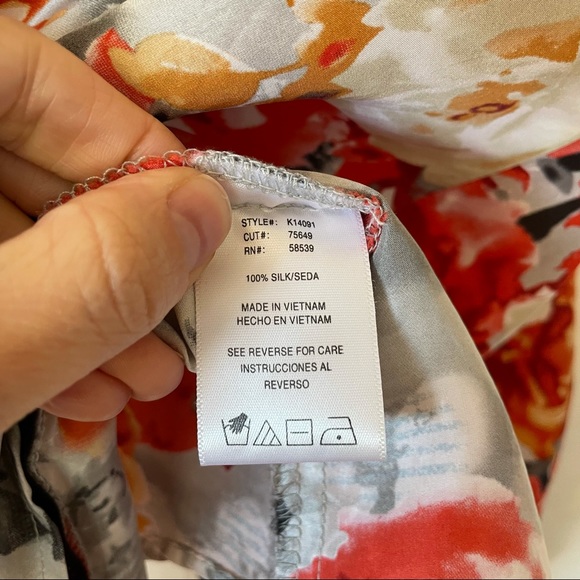 STYLE#: K14091
CUT#: 75649
RN#: 58539
100% SILK/SEDA
MADE IN VIETNAM
HECHO EN VIETNAM
SEE REVERSE FOR CARE
INSTRUCCIONES AL
REVERSO